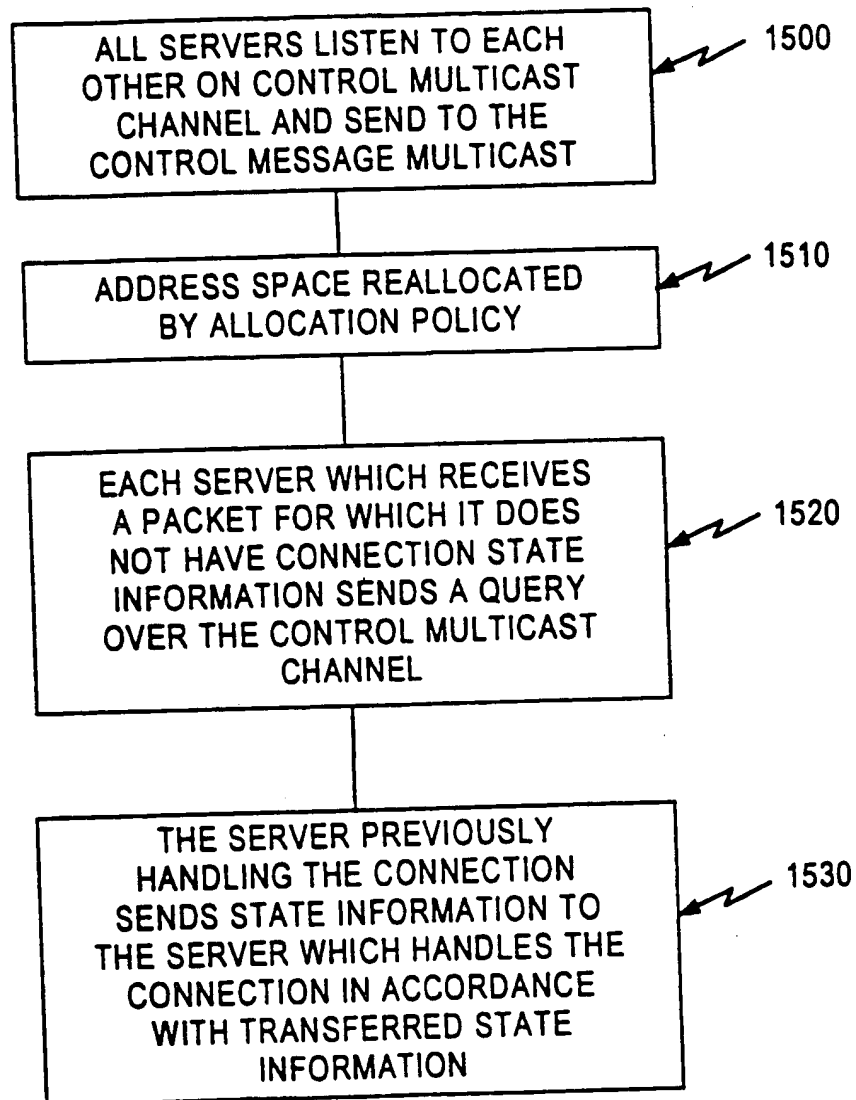 ALL SERVERS LISTEN TO EACH
OTHER ON CONTROL MULTICAST
CHANNEL AND SEND TO THE
CONTROL MESSAGE MULTICAST
1500
ADDRESS SPACE REALLOCATED
BY ALLOCATION POLICY
1510
EACH SERVER WHICH RECEIVES
A PACKET FOR WHICH IT DOES
NOT HAVE CONNECTION STATE
INFORMATION SENDS A QUERY
OVER THE CONTROL MULTICAST
CHANNEL
1520
THE SERVER PREVIOUSLY
HANDLING THE CONNECTION
SENDS STATE INFORMATION TO
THE SERVER WHICH HANDLES THE
CONNECTION IN ACCORDANCE
WITH TRANSFERRED STATE
INFORMATION
1530